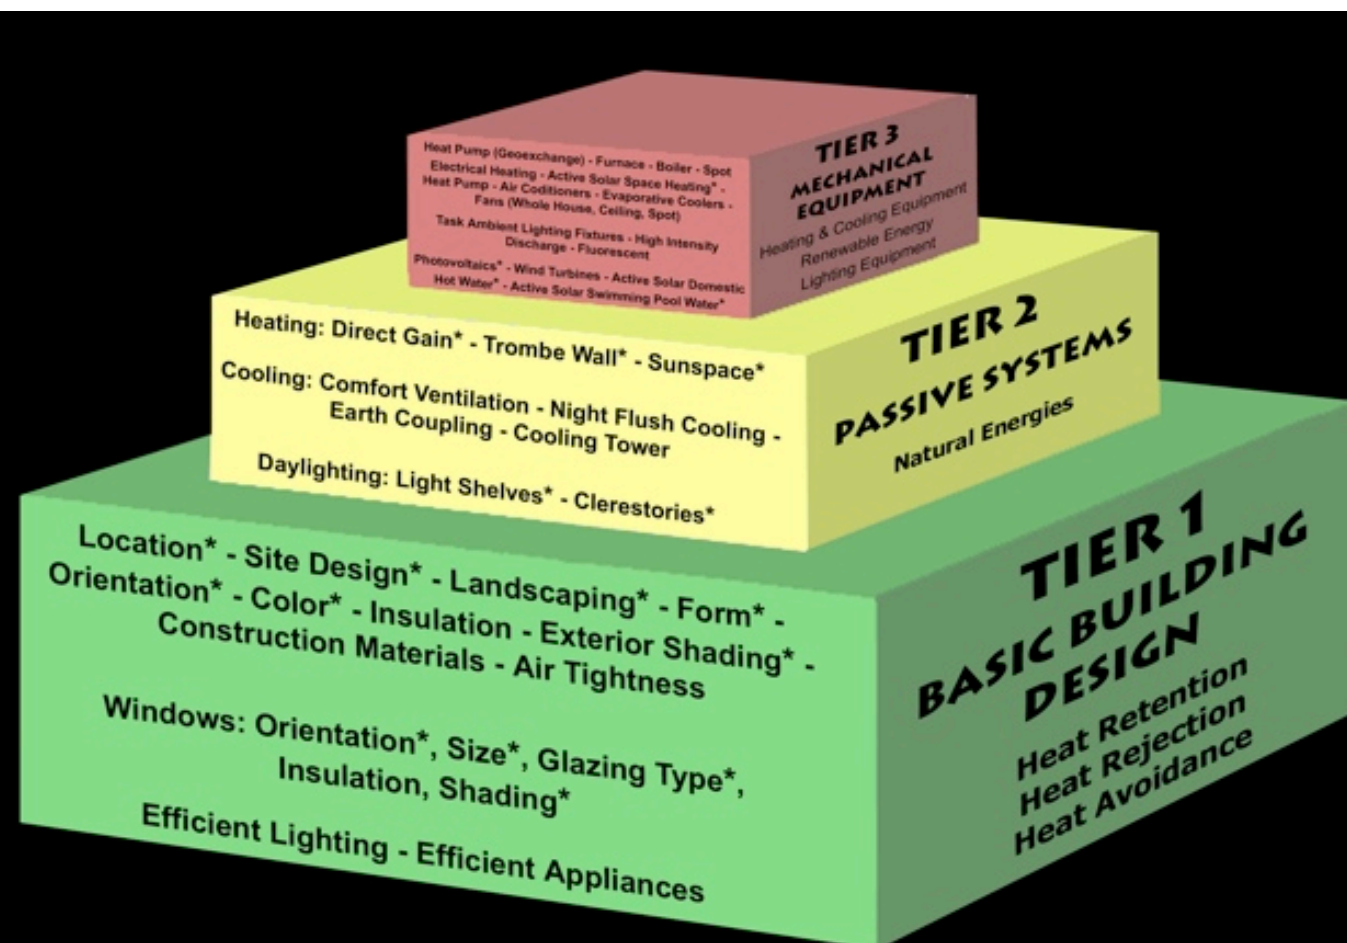 Heat Pump (Geoexchange) - Furnace - Boiler - Spot
Electrical Heating - Active Solar Space Heating* -
Heat Pump - Air Coditioners - Evaporative Coolers -
Fans (Whole House, Ceiling, Spot)
Task Ambient Lighting Fixtures - High Intensity
Discharge - Fluorescent
Photovoltaics* - Wind Turbines - Active Solar Domestic
Hot Water* - Active Solar Swimming Pool Water*
TIER 3
MECHANICAL
EQUIPMENT
Heating & Cooling Equipment
Renewable Energy
Lighting Equipment
Heating: Direct Gain* - Trombe Wall* - Sunspace*
Cooling: Comfort Ventilation - Night Flush Cooling -
Earth Coupling - Cooling Tower
Daylighting: Light Shelves* - Clerestories*
TIER 2
PASSIVE SYSTEMS
Natural Energies
Location* - Site Design* - Landscaping* - Form* -
Orientation* - Color* - Insulation - Exterior Shading* -
Construction Materials - Air Tightness
Windows: Orientation*, Size*, Glazing Type*,
Insulation, Shading*
Efficient Lighting - Efficient Appliances
TIER 1
BASIC BUILDING
DESIGN
Heat Retention
Heat Rejection
Heat Avoidance